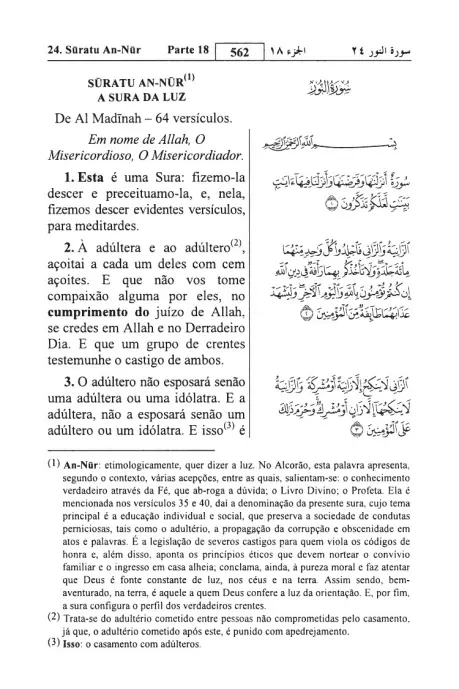 24. Sūratu An-Nūr Parte 18 562 الجزء ١٨ سورة النور ٢٤
SŪRATU AN-NŪR(1)
A SURA DA LUZ
De Al Madīnah – 64 versículos.
Em nome de Allah, O
Misericordioso, O Misericordiador.
1. Esta é uma Sura: fizemo-la
descer e preceituamo-la, e, nela,
fizemos descer evidentes versículos,
para meditardes.
2. À adúltera e ao adúltero(2),
açoitai a cada um deles com cem
açoites. E que não vos tome
compaixão alguma por eles, no
cumprimento do juízo de Allah,
se credes em Allah e no Derradeiro
Dia. E que um grupo de crentes
testemunhe o castigo de ambos.
3. O adúltero não esposará senão
uma adúltera ou uma idólatra. E a
adúltera, não a esposará senão um
adúltero ou um idólatra. E isso(3) é
سُورَةُ النُّورِ
بِسْمِ اللَّهِ الرَّحْمَٰنِ الرَّحِيمِ
سُورَةٌ أَنزَلْنَٰهَا وَفَرَضْنَٰهَا وَأَنزَلْنَا فِيهَآ ءَايَٰتٍۭ
بَيِّنَٰتٍ لَّعَلَّكُمْ تَذَكَّرُونَ ١
ٱلزَّانِيَةُ وَٱلزَّانِي فَٱجْلِدُوا۟ كُلَّ وَٰحِدٍ مِّنْهُمَا
مِا۟ئَةَ جَلْدَةٍ وَلَا تَأْخُذْكُم بِهِمَا رَأْفَةٌ فِي دِينِ ٱللَّهِ
إِن كُنتُمْ تُؤْمِنُونَ بِٱللَّهِ وَٱلْيَوْمِ ٱلْءَاخِرِ وَلْيَشْهَدْ
عَذَابَهُمَا طَآئِفَةٌ مِّنَ ٱلْمُؤْمِنِينَ ٢
ٱلزَّانِي لَا يَنكِحُ إِلَّا زَانِيَةً أَوْ مُشْرِكَةً وَٱلزَّانِيَةُ
لَا يَنكِحُهَآ إِلَّا زَانٍ أَوْ مُشْرِكٌ وَحُرِّمَ ذَٰلِكَ
عَلَى ٱلْمُؤْمِنِينَ ٣
(1) An-Nūr: etimologicamente, quer dizer a luz. No Alcorão, esta palavra apresenta,
segundo o contexto, várias acepções, entre as quais, salientam-se: o conhecimento
verdadeiro através da Fé, que ab-roga a dúvida; o Livro Divino; o Profeta. Ela é
mencionada nos versículos 35 e 40, daí a denominação da presente sura, cujo tema
principal é a educação individual e social, que preserva a sociedade de condutas
perniciosas, tais como o adultério, a propagação da corrupção e obscenidade em
atos e palavras. É a legislação de severos castigos para quem viola os códigos de
honra e, além disso, aponta os princípios éticos que devem nortear o convívio
familiar e o ingresso em casa alheia; conclama, ainda, à pureza moral e faz atentar
que Deus é fonte constante de luz, nos céus e na terra. Assim sendo, bem-
aventurado, na terra, é aquele a quem Deus confere a luz da orientação. E, por fim,
a sura configura o perfil dos verdadeiros crentes.
(2) Trata-se do adultério cometido entre pessoas não comprometidas pelo casamento,
já que, o adultério cometido após este, é punido com apedrejamento.
(3) Isso: o casamento com adúlteros.